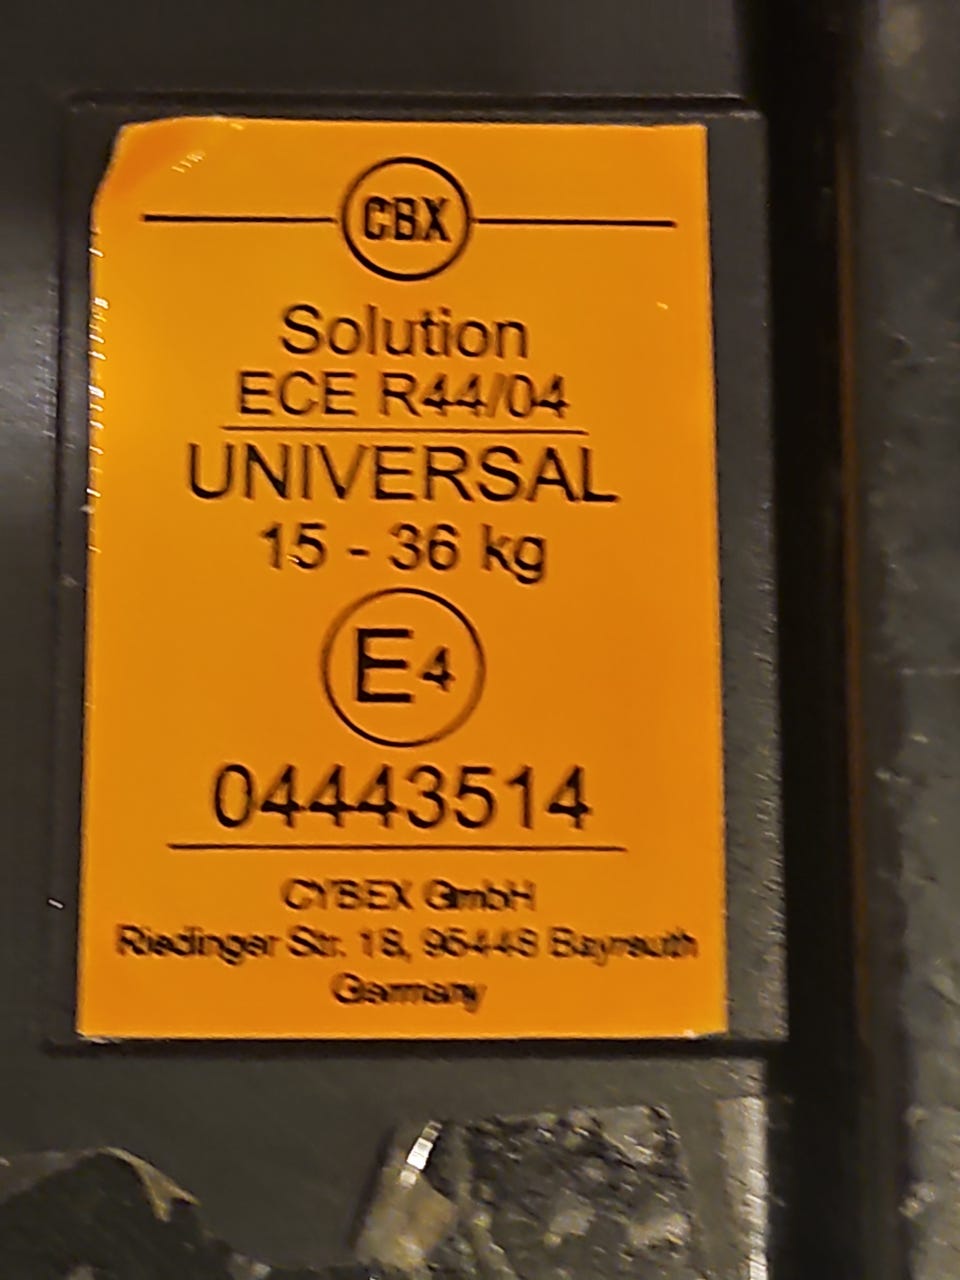 CBX
Solution
ECE R44/04
UNIVERSAL
15 - 36 kg
E4
04443514
CYBEX GmbH
Riedinger Str. 18, 95448 Bayreuth
Germany